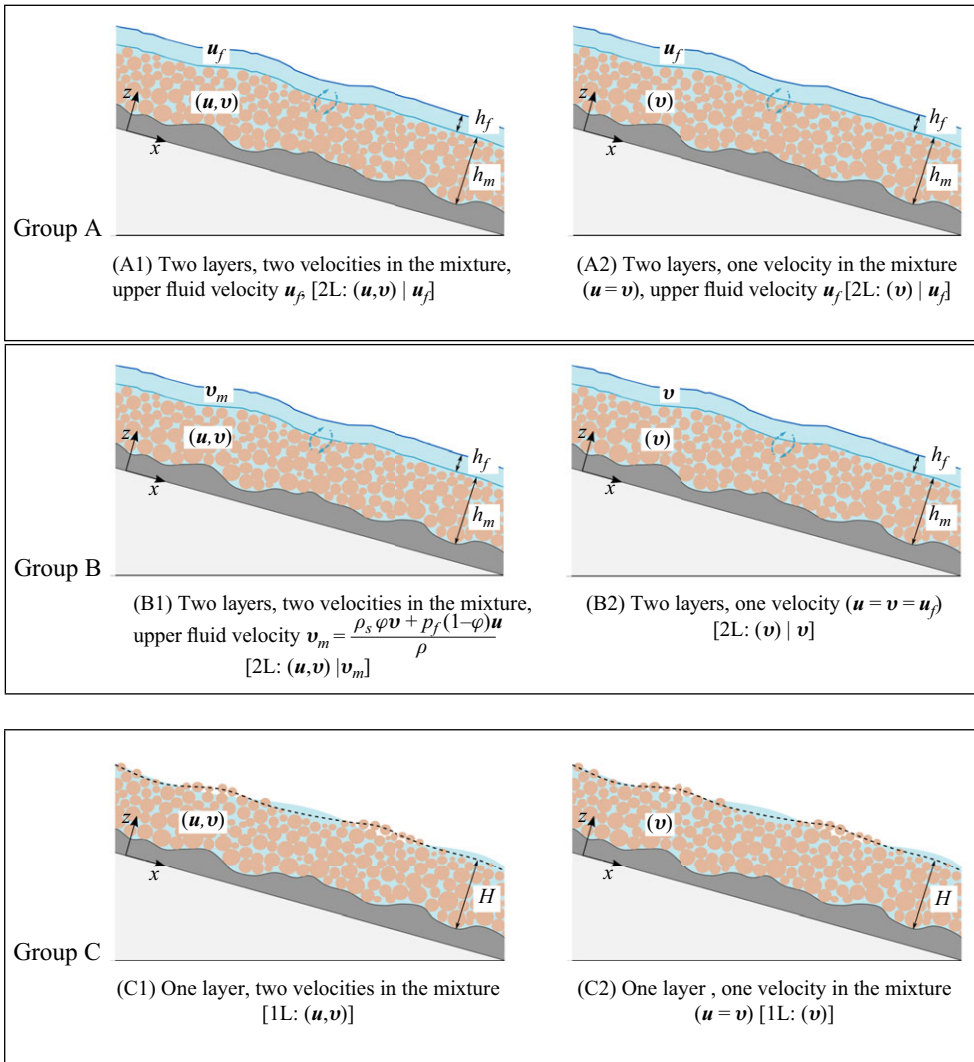 u_f
u_f
(u,v)
(v)
z
z
h_f
h_f
x
x
h_m
h_m
Group A
(A1) Two layers, two velocities in the mixture,
upper fluid velocity u_f, [2L: (u,v) | u_f]
(A2) Two layers, one velocity in the mixture
(u = v), upper fluid velocity u_f [2L: (v) | u_f]
v_m
v
(u,v)
(v)
z
z
h_f
h_f
x
x
h_m
h_m
Group B
(B1) Two layers, two velocities in the mixture,
upper fluid velocity v_m = (ρ_s φv + p_f (1–φ)u) / ρ
[2L: (u,v) |v_m]
(B2) Two layers, one velocity (u = v = u_f)
[2L: (v) | v]
(u,v)
(v)
z
z
x
x
H
H
Group C
(C1) One layer, two velocities in the mixture
[1L: (u,v)]
(C2) One layer , one velocity in the mixture
(u = v) [1L: (v)]